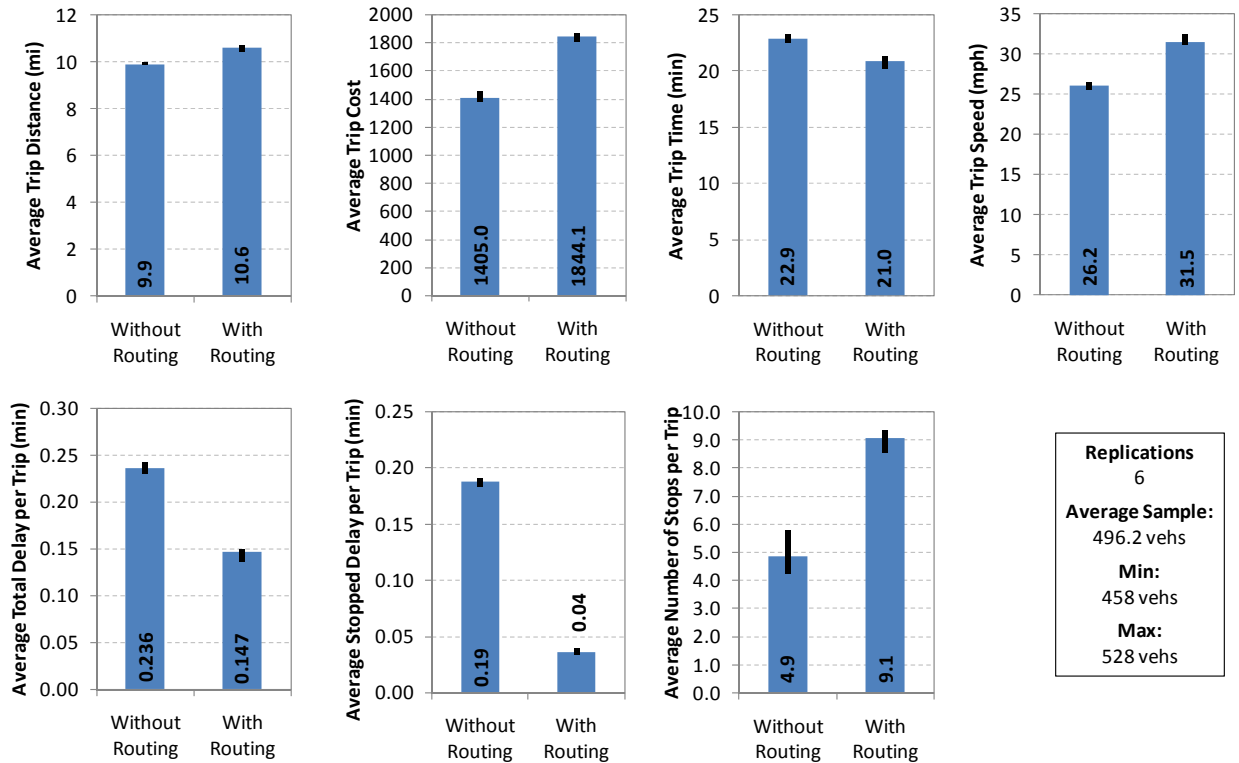 Average Trip Distance (mi)
12
10
8
6
4
2
0
9.9
10.6
Without
Routing
With
Routing
Average Trip Cost
2000
1800
1600
1400
1200
1000
800
600
400
200
0
1405.0
1844.1
Without
Routing
With
Routing
Average Trip Time (min)
25
20
15
10
5
0
22.9
21.0
Without
Routing
With
Routing
Average Trip Speed (mph)
35
30
25
20
15
10
5
0
26.2
31.5
Without
Routing
With
Routing
Average Total Delay per Trip (min)
0.30
0.25
0.20
0.15
0.10
0.05
0.00
0.236
0.147
Without
Routing
With
Routing
Average Stopped Delay per Trip (min)
0.25
0.20
0.15
0.10
0.05
0.00
0.19
0.04
Without
Routing
With
Routing
Average Number of Stops per Trip
10.0
9.0
8.0
7.0
6.0
5.0
4.0
3.0
2.0
1.0
0.0
4.9
9.1
Without
Routing
With
Routing
Replications
6
Average Sample:
496.2 vehs
Min:
458 vehs
Max:
528 vehs